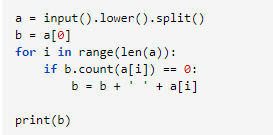 a = input().lower().split()
b = a[0]
for i in range(len(a)):
    if b.count(a[i]) == 0:
        b = b + ' ' + a[i]

print(b)